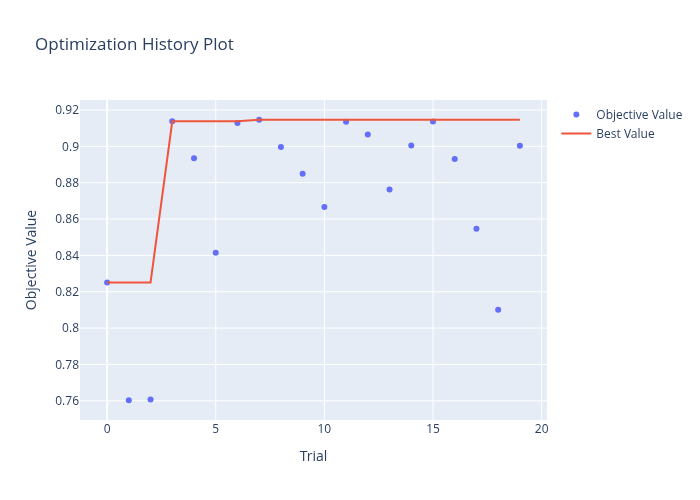 Optimization History Plot
Objective Value
Best Value
0.92
0.9
0.88
0.86
0.84
0.82
0.8
0.78
0.76
Objective Value
0
5
10
15
20
Trial